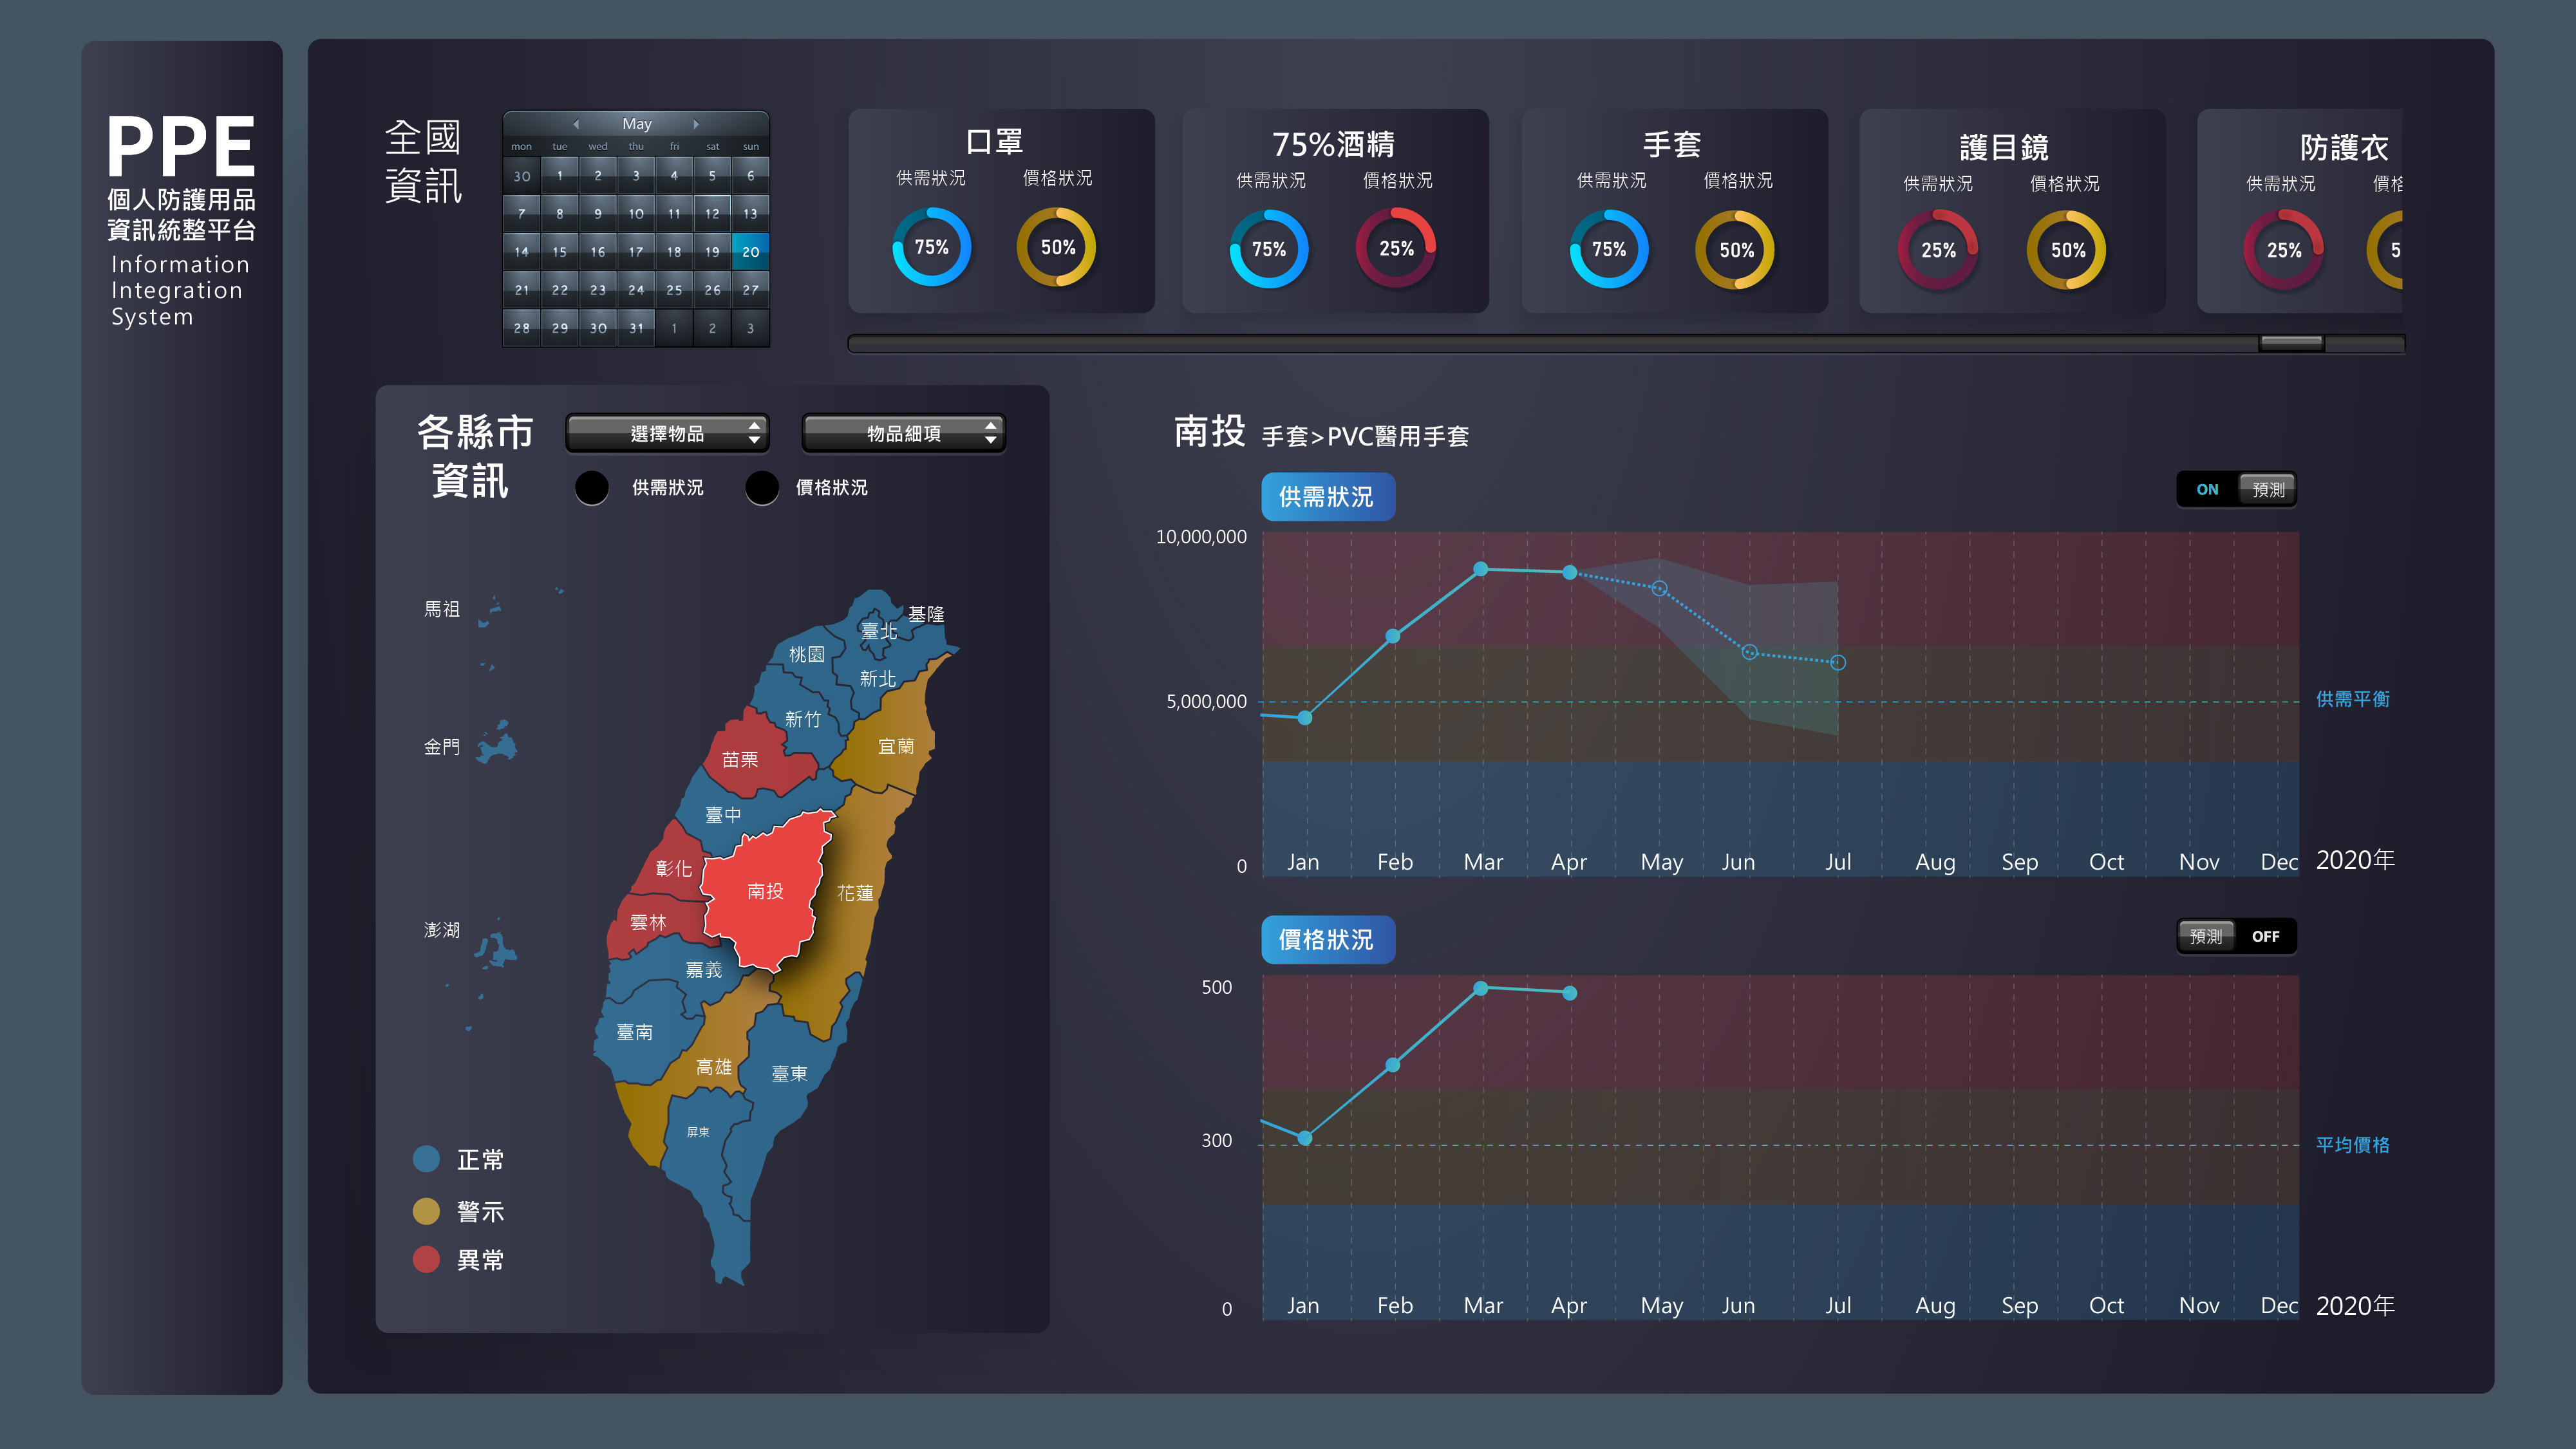 PPE
個人防護用品
資訊統整平台
Information
Integration
System
全國
資訊
May
mon tue wed thu fri sat sun
30 1 2 3 4 5 6
7 8 9 10 11 12 13
14 15 16 17 18 19 20
21 22 23 24 25 26 27
28 29 30 31 1 2 3
口罩
供需狀況 價格狀況
75% 50%
75%酒精
供需狀況 價格狀況
75% 25%
手套
供需狀況 價格狀況
75% 50%
護目鏡
供需狀況 價格狀況
25% 50%
防護衣
供需狀況 價格
25% 5
各縣市
資訊
選擇物品 物品細項
供需狀況 價格狀況
馬祖
金門
澎湖
基隆
臺北
桃園
新北
新竹
宜蘭
苗栗
臺中
彰化
南投
花蓮
雲林
嘉義
臺南
高雄
臺東
屏東
正常
警示
異常
南投 手套>PVC醫用手套
供需狀況
ON 預測
10,000,000
5,000,000
0
供需平衡
Jan Feb Mar Apr May Jun Jul Aug Sep Oct Nov Dec 2020年
價格狀況
預測 OFF
500
300
0
平均價格
Jan Feb Mar Apr May Jun Jul Aug Sep Oct Nov Dec 2020年